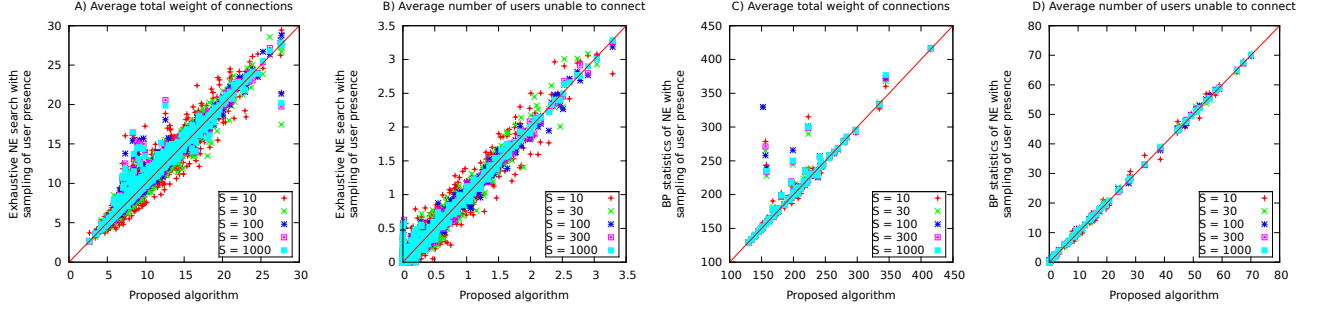 A) Average total weight of connections
Exhaustive NE search with
sampling of user presence
30
25
20
15
10
5
0
0 5 10 15 20 25 30
Proposed algorithm
S = 10
S = 30
S = 100
S = 300
S = 1000
B) Average number of users unable to connect
Exhaustive NE search with
sampling of user presence
3.5
3
2.5
2
1.5
1
0.5
0
0 0.5 1 1.5 2 2.5 3 3.5
Proposed algorithm
S = 10
S = 30
S = 100
S = 300
S = 1000
C) Average total weight of connections
BP statistics of NE with
sampling of user presence
450
400
350
300
250
200
150
100
100 150 200 250 300 350 400 450
Proposed algorithm
S = 10
S = 30
S = 100
S = 300
S = 1000
D) Average number of users unable to connect
BP statistics of NE with
sampling of user presence
80
70
60
50
40
30
20
10
0
0 10 20 30 40 50 60 70 80
Proposed algorithm
S = 10
S = 30
S = 100
S = 300
S = 1000